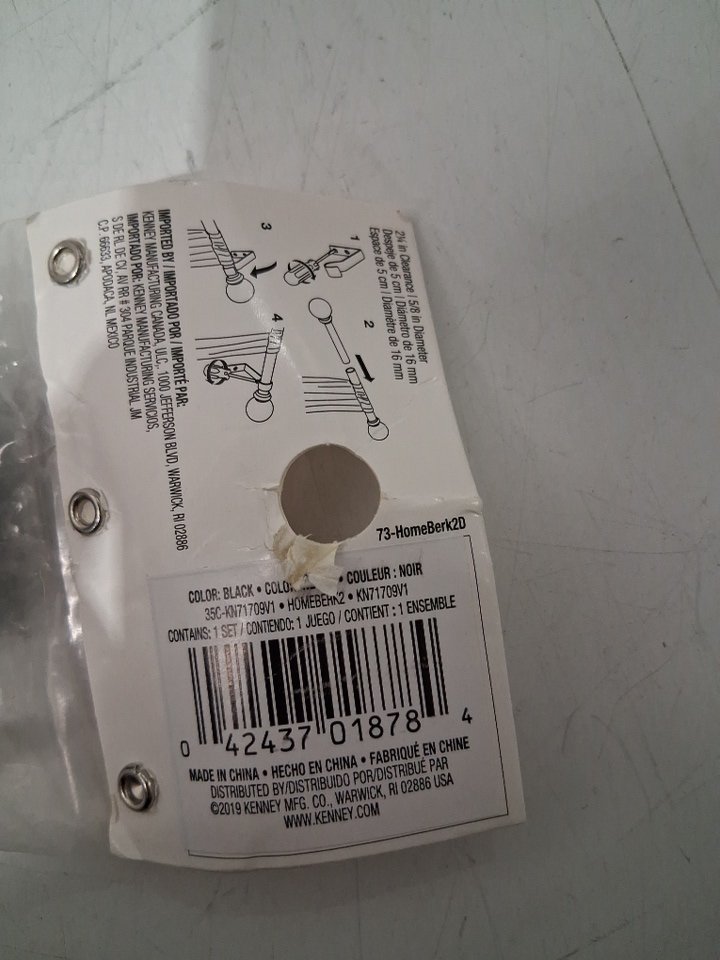 2¼ in Clearance / 5/8 in Diameter
Despeje de 5 cm / Diámetro de 16 mm
Espace de 5 cm / Diamètre de 16 mm
1
2
3
4
IMPORTED BY / IMPORTADO POR / IMPORTÉ PAR:
KENNEY MANUFACTURING CANADA, ULC., 1000 JEFFERSON BLVD, WARWICK, RI 02886
IMPORTADO POR: KENNEY MANUFACTURING SERVICIOS,
S DE RL DE CV, AV RR # 304 PARQUE INDUSTRIAL JM
C.P. 66633, APODACA, NL MEXICO
73-HomeBerk2D
COLOR: BLACK • COLOR • COULEUR : NOIR
35C-KN71709V1 • HOMEBERK2 • KN71709V1
CONTAINS: 1 SET / CONTIENDO: 1 JUEGO / CONTIENT : 1 ENSEMBLE
0 42437 01878 4
MADE IN CHINA • HECHO EN CHINA • FABRIQUÉ EN CHINE
DISTRIBUTED BY/DISTRIBUIDO POR/DISTRIBUÉ PAR
©2019 KENNEY MFG. CO., WARWICK, RI 02886 USA
WWW.KENNEY.COM